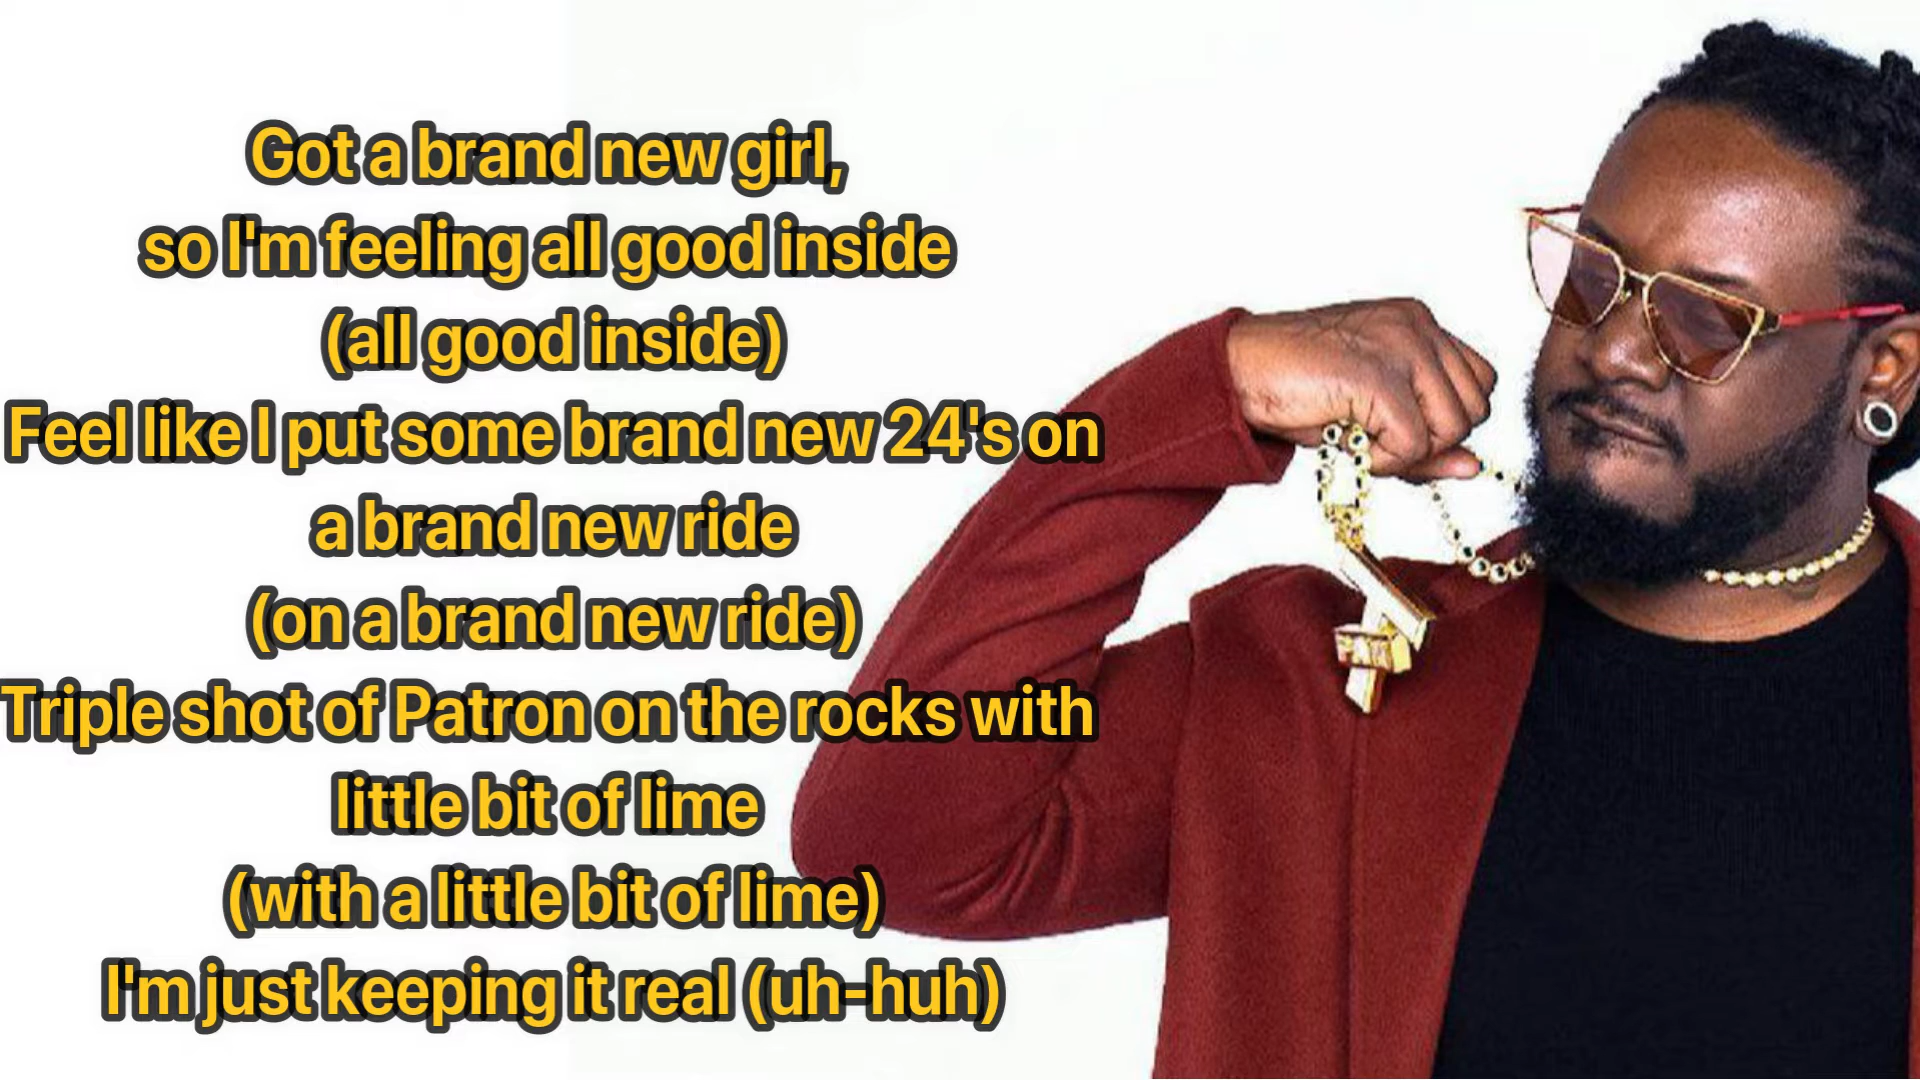 Got a brand new girl,
so I'm feeling all good inside
(all good inside)
Feel like I put some brand new 24's on
a brand new ride
(on a brand new ride)
Triple shot of Patron on the rocks with
little bit of lime
(with a little bit of lime)
I'm just keeping it real (uh-huh)